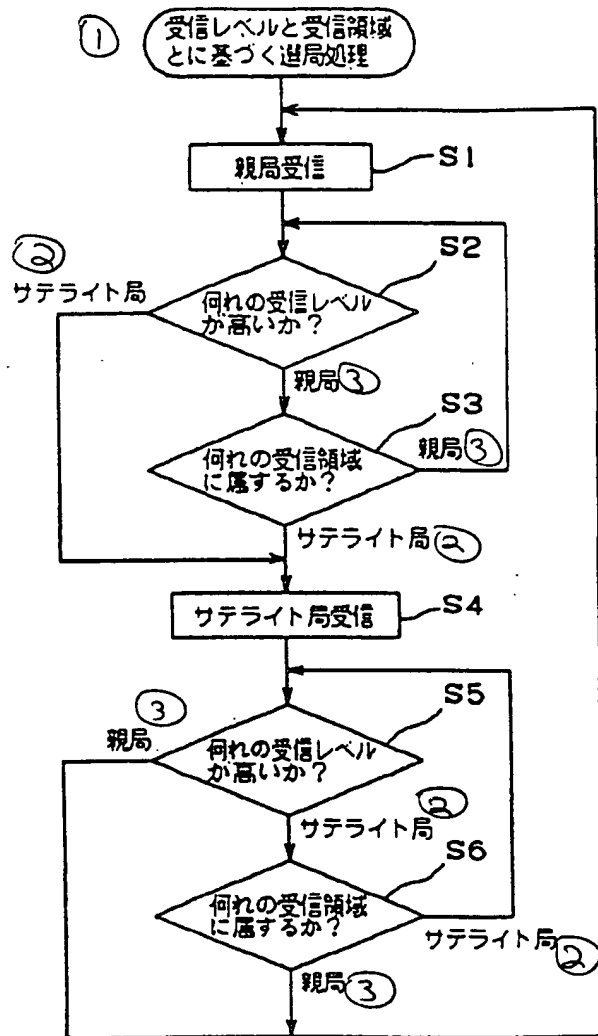 ① 受信レベルと受信領域
とに基づく選局処理
親局受信 S1
② S2
サテライト局
何れの受信レベル
が高いか?
親局 ③
S3
何れの受信領域
に属するか?
親局 ③
サテライト局 ②
サテライト局受信 S4
③ S5
親局
何れの受信レベル
が高いか?
②
サテライト局
S6
何れの受信領域
に属するか?
サテライト局 ②
親局 ③